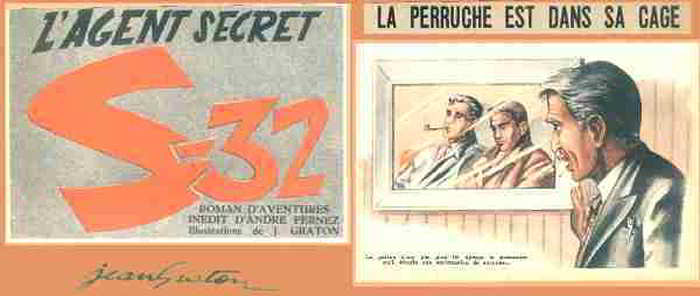 L'AGENT SECRET
S-32
ROMAN D'AVENTURES
INÉDIT D'ANDRÉ FERNEZ
Illustrations de J. GRATON
jean Graton
LA PERRUCHE EST DANS SA CAGE